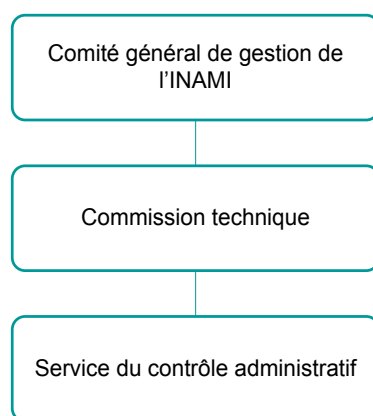 Comité général de gestion de
l'INAMI
Commission technique
Service du contrôle administratif